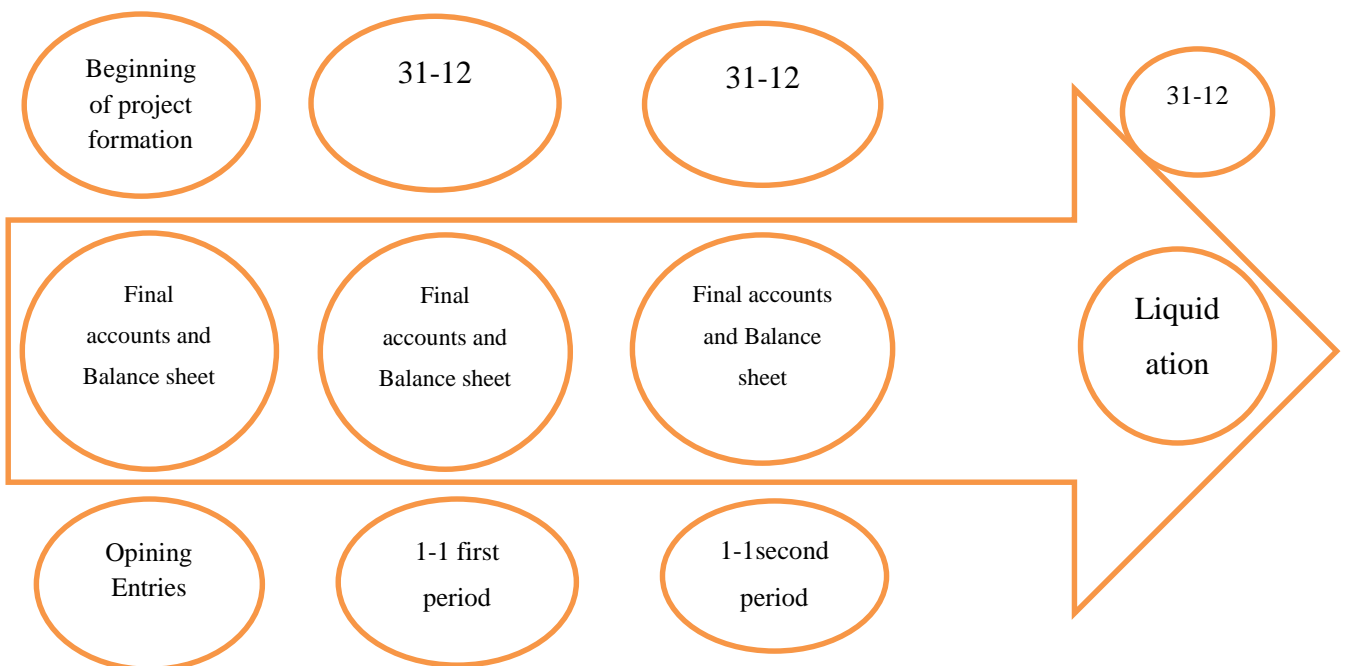 Beginning
of project
formation
31-12
31-12
31-12
Final
accounts and
Balance sheet
Final
accounts and
Balance sheet
Final accounts
and Balance
sheet
Liquid
ation
Opining
Entries
1-1 first
period
1-1second
period